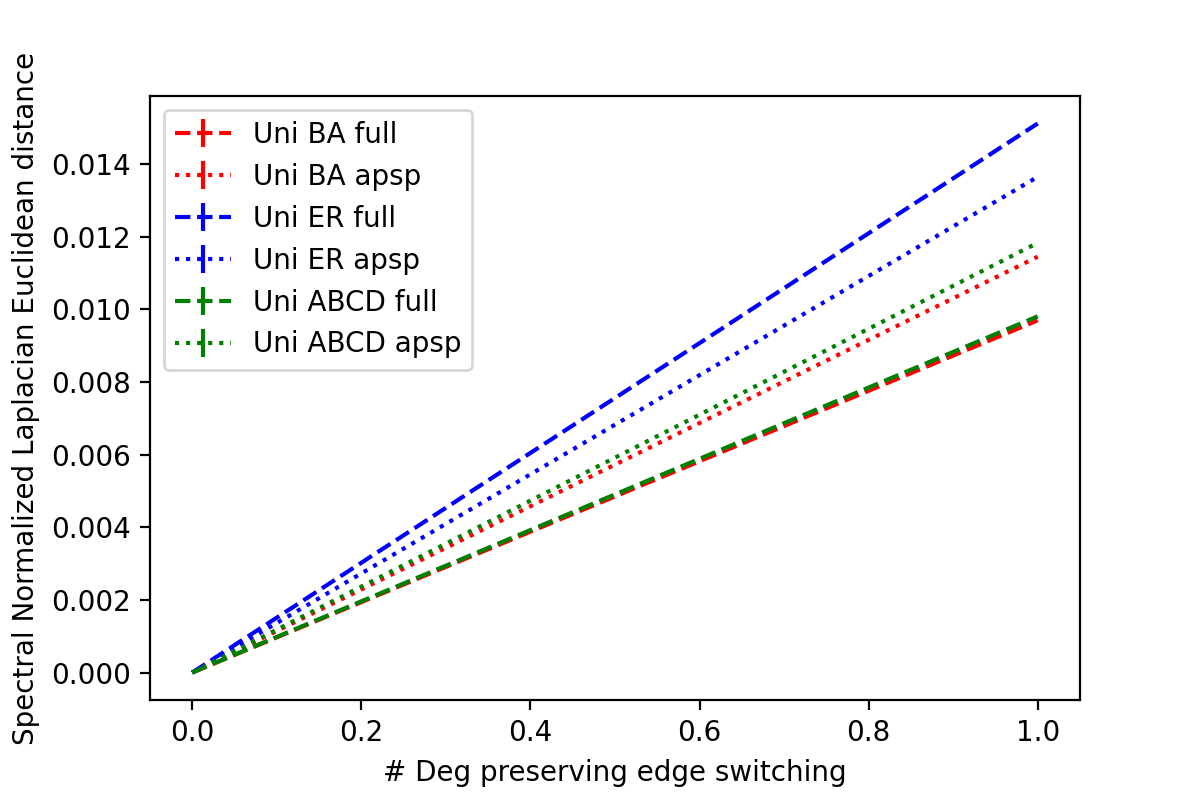 Spectral Normalized Laplacian Euclidean distance
0.014
0.012
0.010
0.008
0.006
0.004
0.002
0.000
Uni BA full
Uni BA apsp
Uni ER full
Uni ER apsp
Uni ABCD full
Uni ABCD apsp
0.0 0.2 0.4 0.6 0.8 1.0
# Deg preserving edge switching